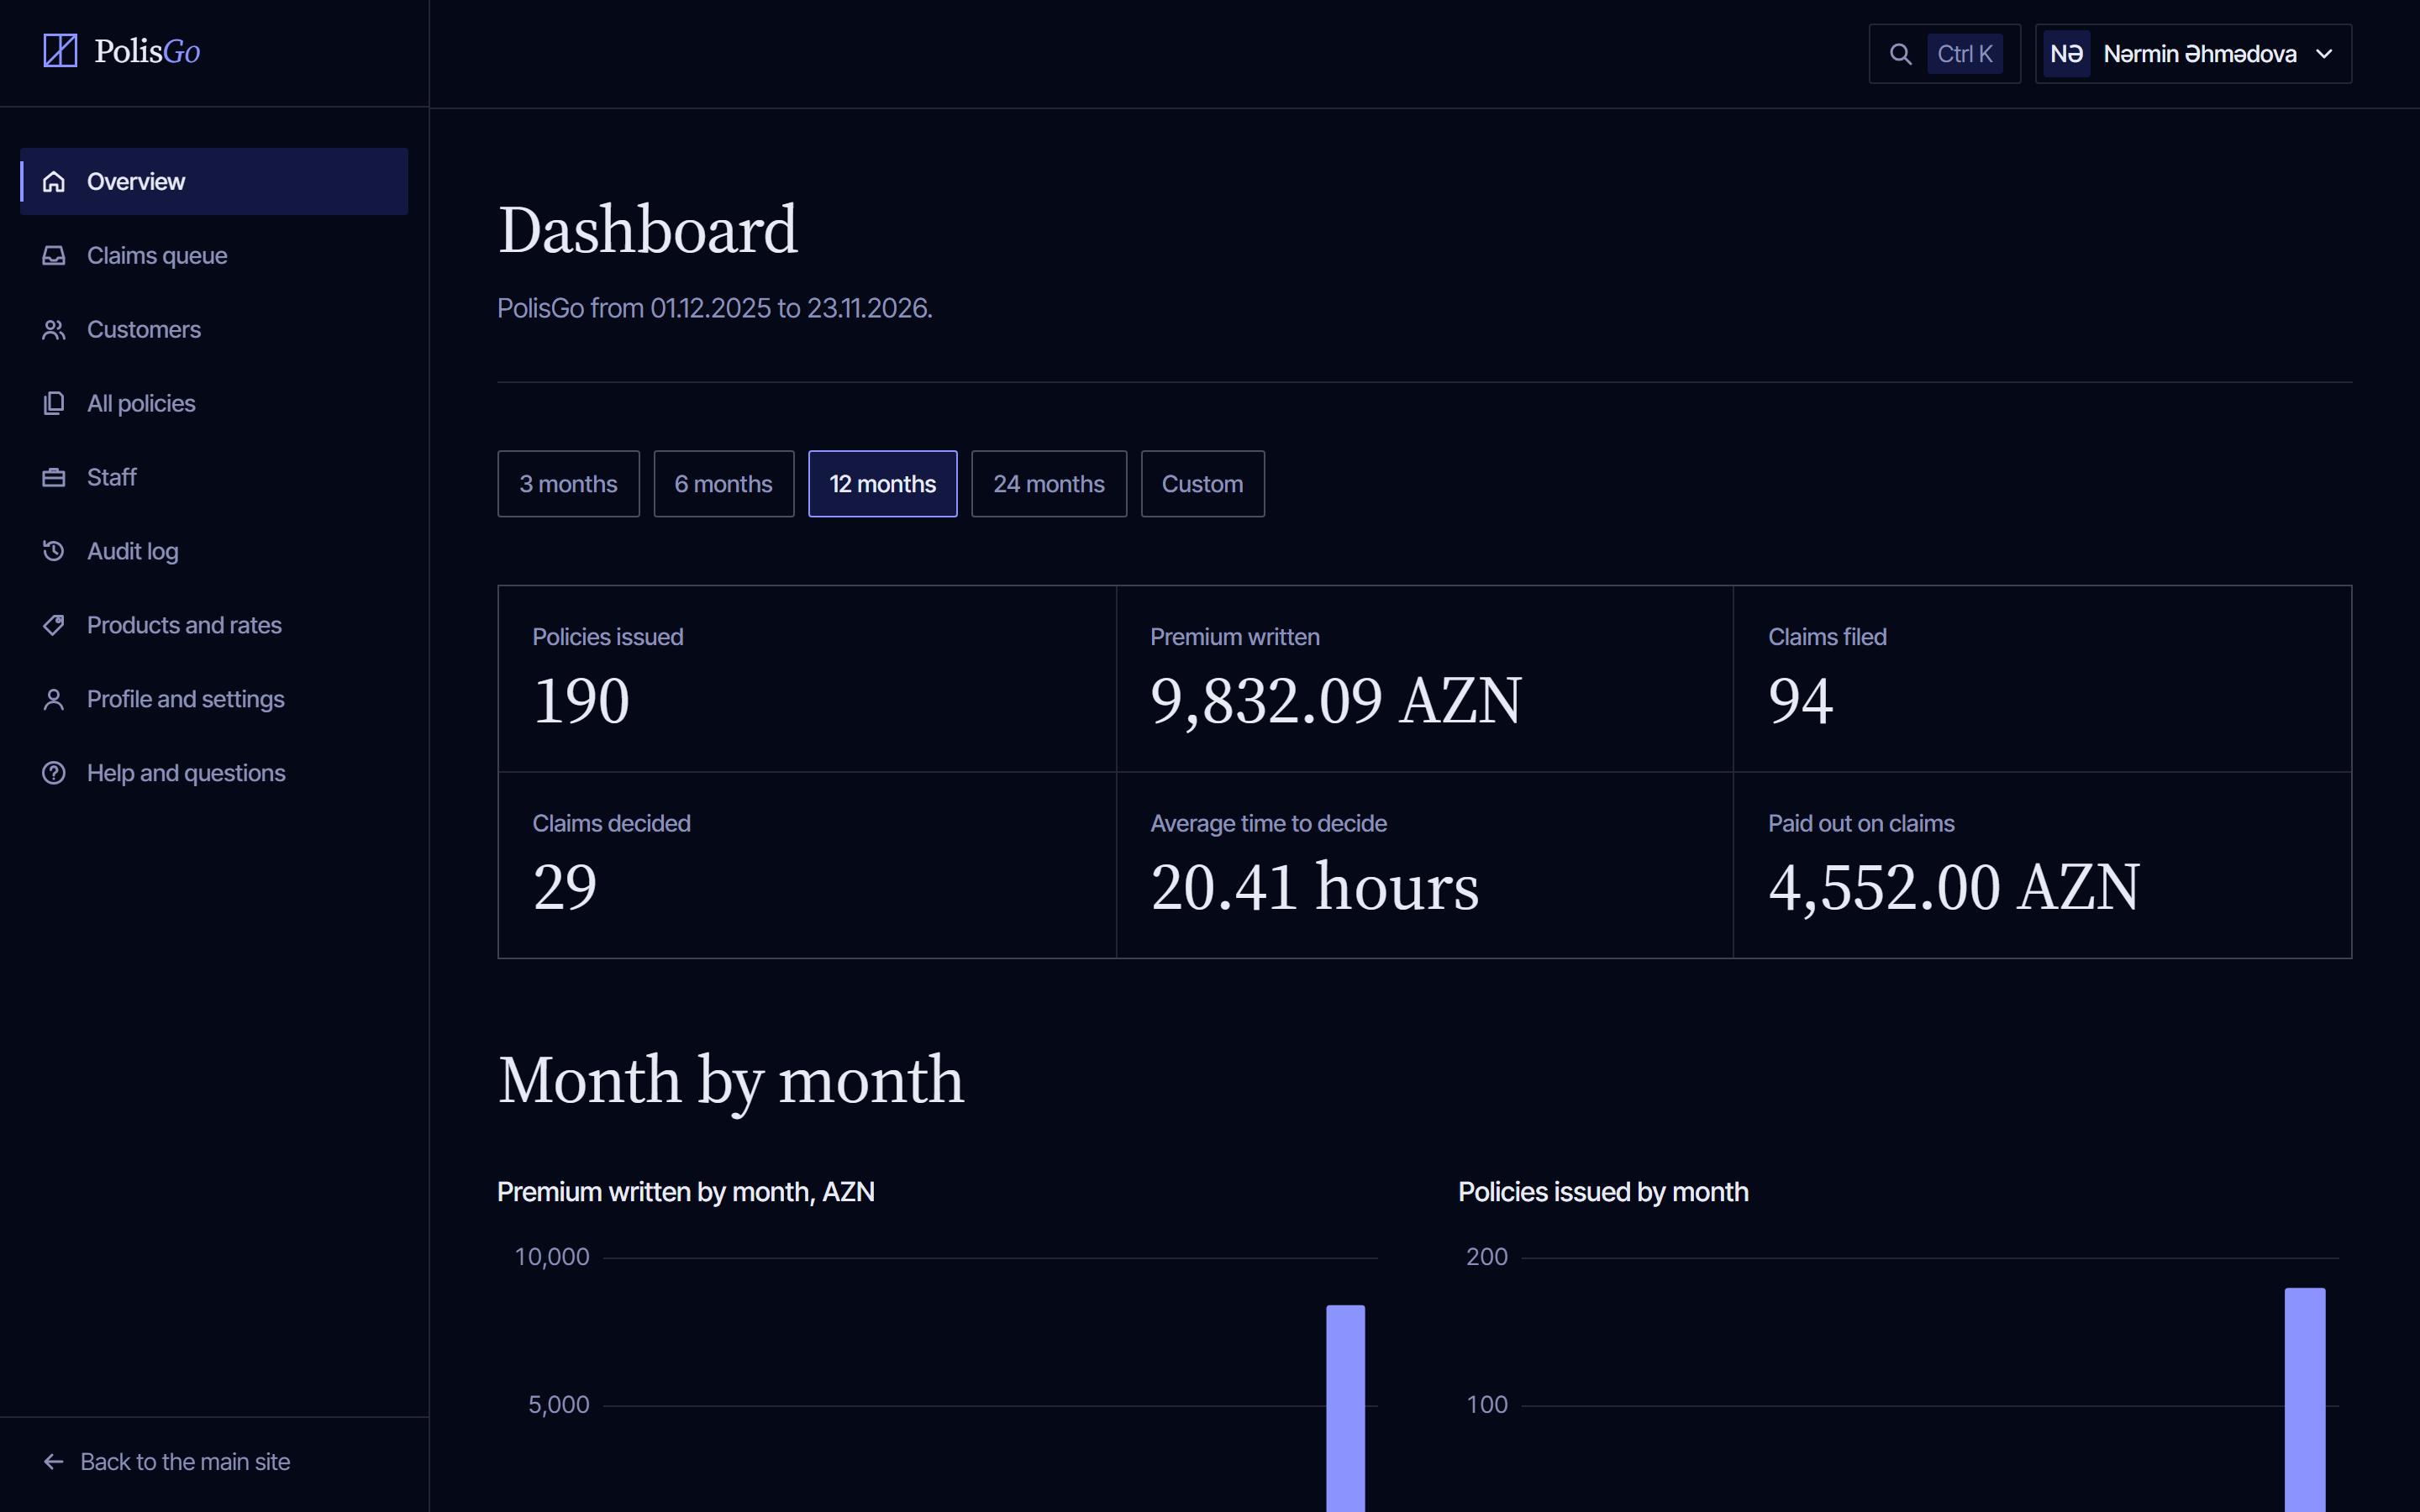 PolisGo
Ctrl K
NƏ Nərmin Əhmədova
Overview
Claims queue
Customers
All policies
Staff
Audit log
Products and rates
Profile and settings
Help and questions
Back to the main site
Dashboard
PolisGo from 01.12.2025 to 23.11.2026.
3 months 6 months 12 months 24 months Custom
Policies issued
190
Premium written
9,832.09 AZN
Claims filed
94
Claims decided
29
Average time to decide
20.41 hours
Paid out on claims
4,552.00 AZN
Month by month
Premium written by month, AZN
10,000
5,000
Policies issued by month
200
100